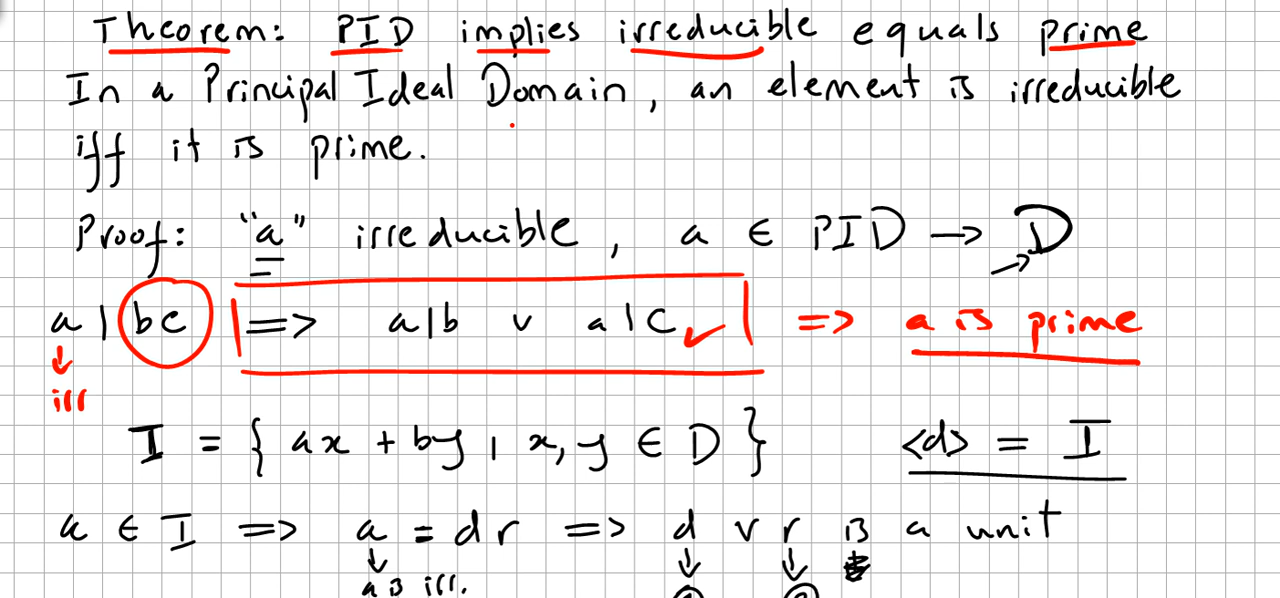 Theorem: PID implies irreducible equals prime
In a Principal Ideal Domain, an element is irreducible
iff it is prime.
Proof: "a" irreducible, a ∈ PID → D
a | bc => a|b v a|c ✓ => a is prime
↓
irr
I = { ax + by | x, y ∈ D } <d> = I
a ∈ I => a = dr => d v r is a unit
↓ ↓ ↓
a is irr.